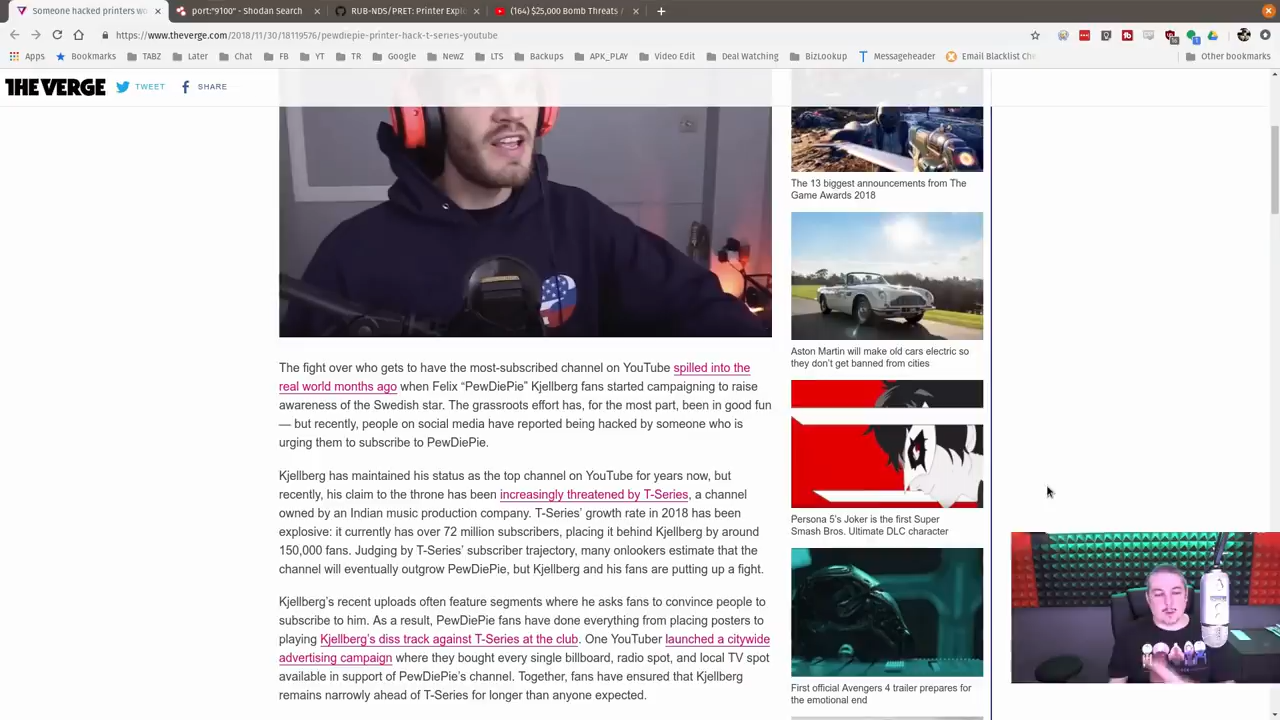 Someone hacked printers wo
port:"9100" - Shodan Search
RUB-NDS/PRET: Printer Explo
(164) $25,000 Bomb Threats /
https://www.theverge.com/2018/11/30/18119576/pewdiepie-printer-hack-t-series-youtube
Apps
Bookmarks
TABZ
Later
Chat
FB
YT
TR
Google
NewZ
LTS
Backups
APK_PLAY
Video Edit
Deal Watching
BizLookup
Messageheader
Email Blacklist Che
Other bookmarks
THE VERGE
TWEET
SHARE
The fight over who gets to have the most-subscribed channel on YouTube spilled into the
real world months ago when Felix “PewDiePie” Kjellberg fans started campaigning to raise
awareness of the Swedish star. The grassroots effort has, for the most part, been in good fun
— but recently, people on social media have reported being hacked by someone who is
urging them to subscribe to PewDiePie.
Kjellberg has maintained his status as the top channel on YouTube for years now, but
recently, his claim to the throne has been increasingly threatened by T-Series, a channel
owned by an Indian music production company. T-Series’ growth rate in 2018 has been
explosive: it currently has over 72 million subscribers, placing it behind Kjellberg by around
150,000 fans. Judging by T-Series’ subscriber trajectory, many onlookers estimate that the
channel will eventually outgrow PewDiePie, but Kjellberg and his fans are putting up a fight.
Kjellberg’s recent uploads often feature segments where he asks fans to convince people to
subscribe to him. As a result, PewDiePie fans have done everything from placing posters to
playing Kjellberg’s diss track against T-Series at the club. One YouTuber launched a citywide
advertising campaign where they bought every single billboard, radio spot, and local TV spot
available in support of PewDiePie’s channel. Together, fans have ensured that Kjellberg
remains narrowly ahead of T-Series for longer than anyone expected.
The 13 biggest announcements from The
Game Awards 2018
Aston Martin will make old cars electric so
they don’t get banned from cities
Persona 5’s Joker is the first Super
Smash Bros. Ultimate DLC character
First official Avengers 4 trailer prepares for
the emotional end